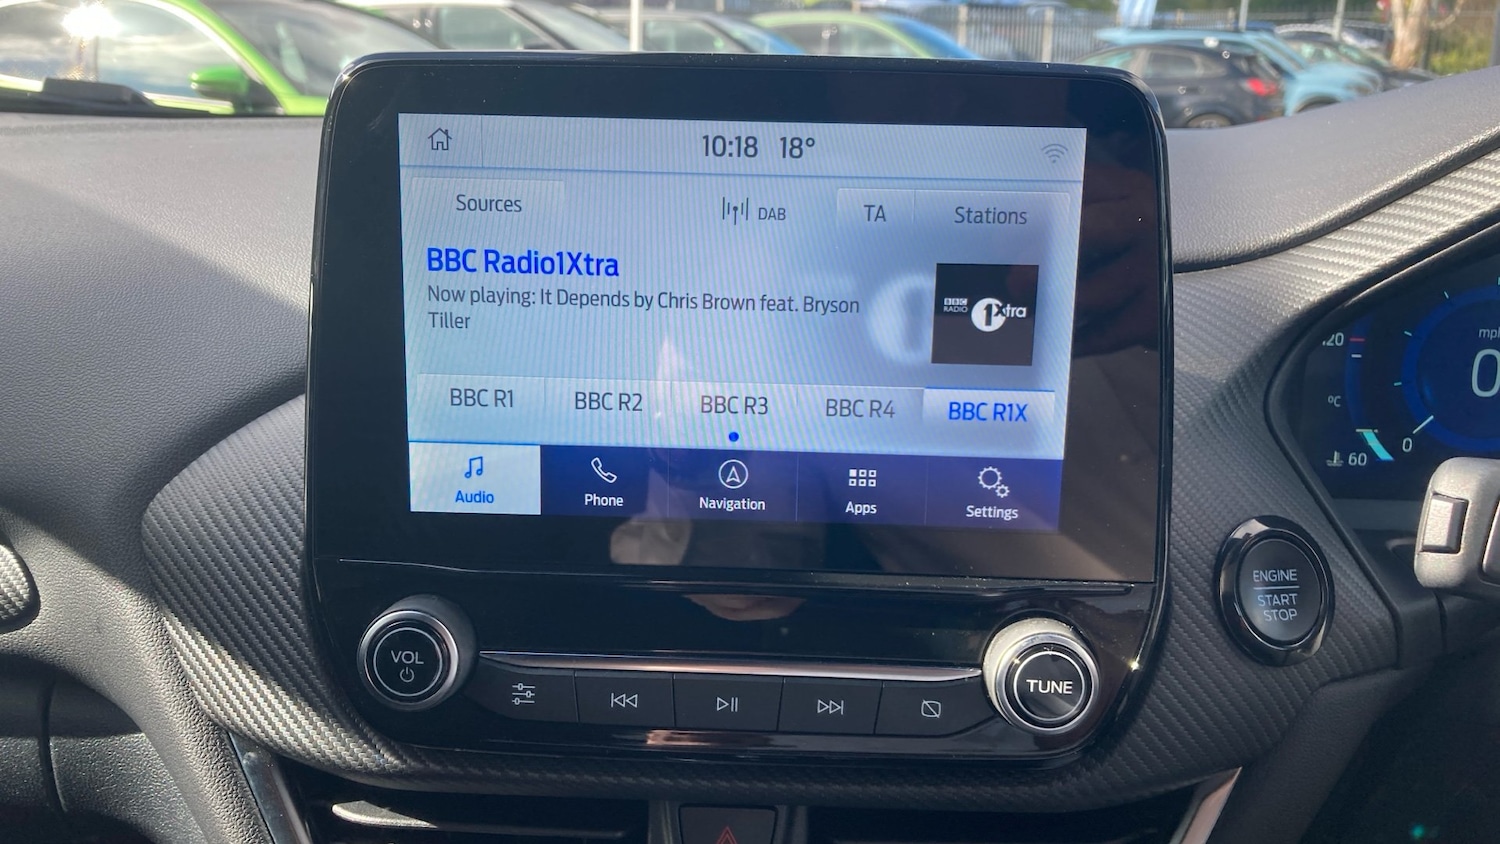 10:18 18°
Sources DAB TA Stations
BBC Radio1Xtra
Now playing: It Depends by Chris Brown feat. Bryson
Tiller
BBC RADIO 1Xtra
BBC R1 BBC R2 BBC R3 BBC R4 BBC R1X
Audio Phone Navigation Apps Settings
VOL
TUNE
ENGINE
START
STOP
120
mph
0
°C
60
0